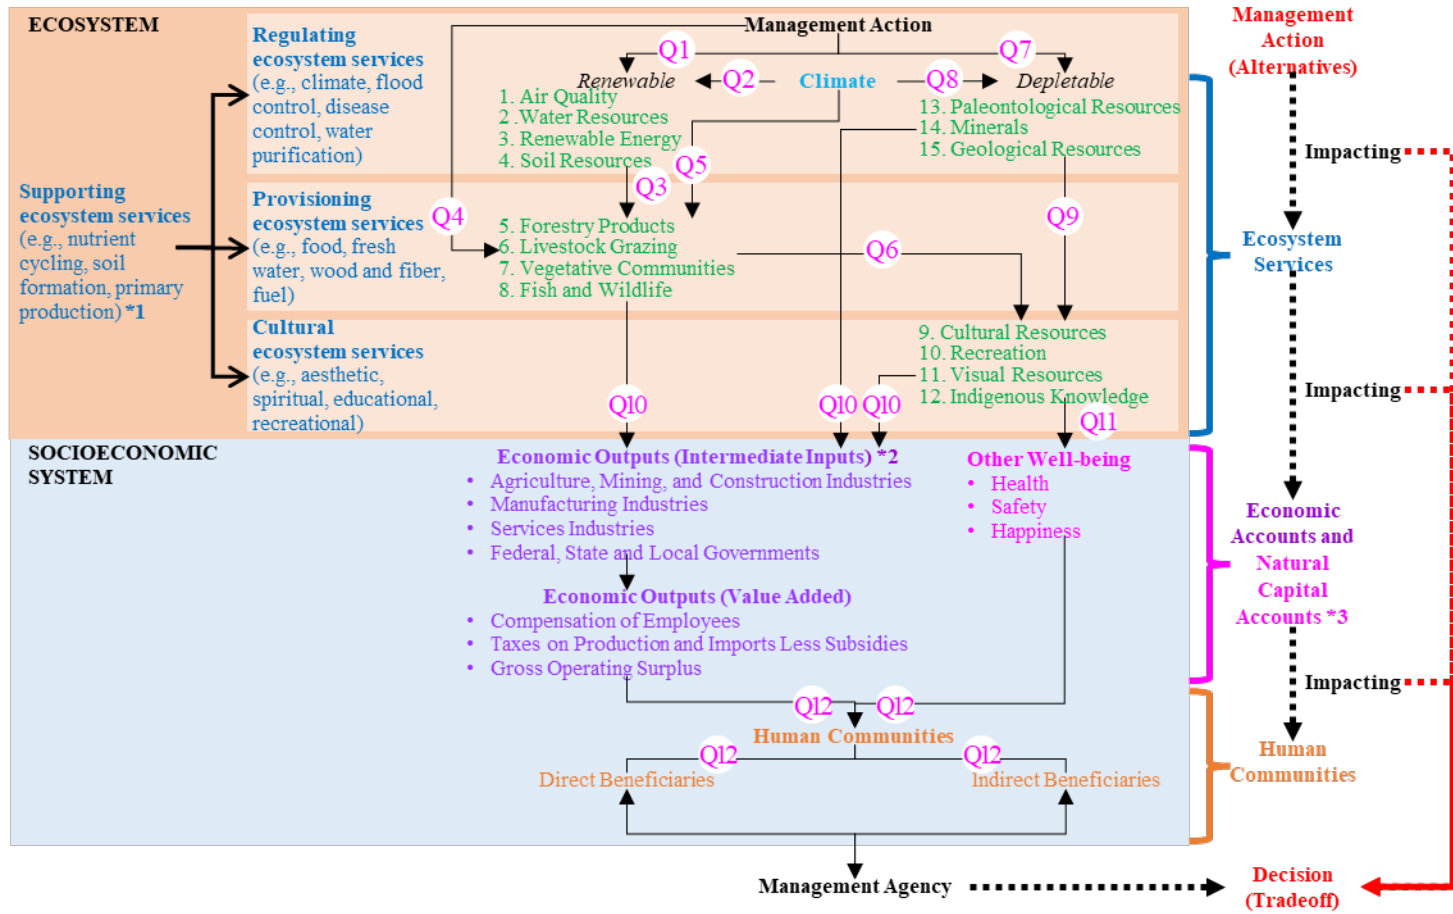 ECOSYSTEM
Supporting
ecosystem services
(e.g., nutrient
cycling, soil
formation, primary
production) *1
Regulating
ecosystem services
(e.g., climate, flood
control, disease
control, water
purification)
Provisioning
ecosystem services
(e.g., food, fresh
water, wood and fiber,
fuel)
Cultural
ecosystem services
(e.g., aesthetic,
spiritual, educational,
recreational)
Management Action
Q1
Q7
Renewable
Q2
Climate
Q8
Depletable
1. Air Quality
2. Water Resources
3. Renewable Energy
4. Soil Resources
13. Paleontological Resources
14. Minerals
15. Geological Resources
Q5
Q3
Q4
Q9
5. Forestry Products
6. Livestock Grazing
7. Vegetative Communities
8. Fish and Wildlife
Q6
9. Cultural Resources
10. Recreation
11. Visual Resources
12. Indigenous Knowledge
Q10
Q10
Q10
Q11
SOCIOECONOMIC
SYSTEM
Economic Outputs (Intermediate Inputs) *2
• Agriculture, Mining, and Construction Industries
• Manufacturing Industries
• Services Industries
• Federal, State and Local Governments
Other Well-being
• Health
• Safety
• Happiness
Economic Outputs (Value Added)
• Compensation of Employees
• Taxes on Production and Imports Less Subsidies
• Gross Operating Surplus
Q12
Q12
Human Communities
Q12
Q12
Direct Beneficiaries
Indirect Beneficiaries
Management Agency
Management
Action
(Alternatives)
Impacting
Ecosystem
Services
Impacting
Economic
Accounts and
Natural
Capital
Accounts *3
Impacting
Human
Communities
Decision
(Tradeoff)